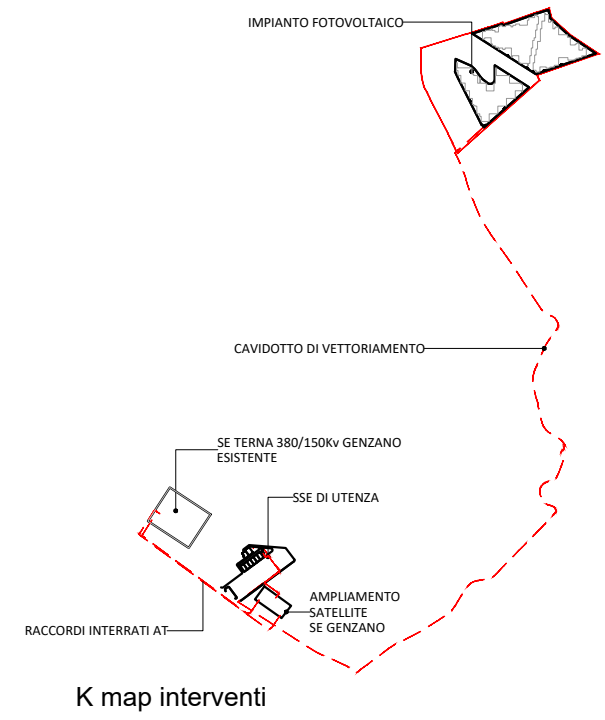 IMPIANTO FOTOVOLTAICO
CAVIDOTTO DI VETTORIAMENTO
SE TERNA 380/150Kv GENZANO
ESISTENTE
SSE DI UTENZA
AMPLIAMENTO
SATELLITE
SE GENZANO
RACCORDI INTERRATI AT
K map interventi